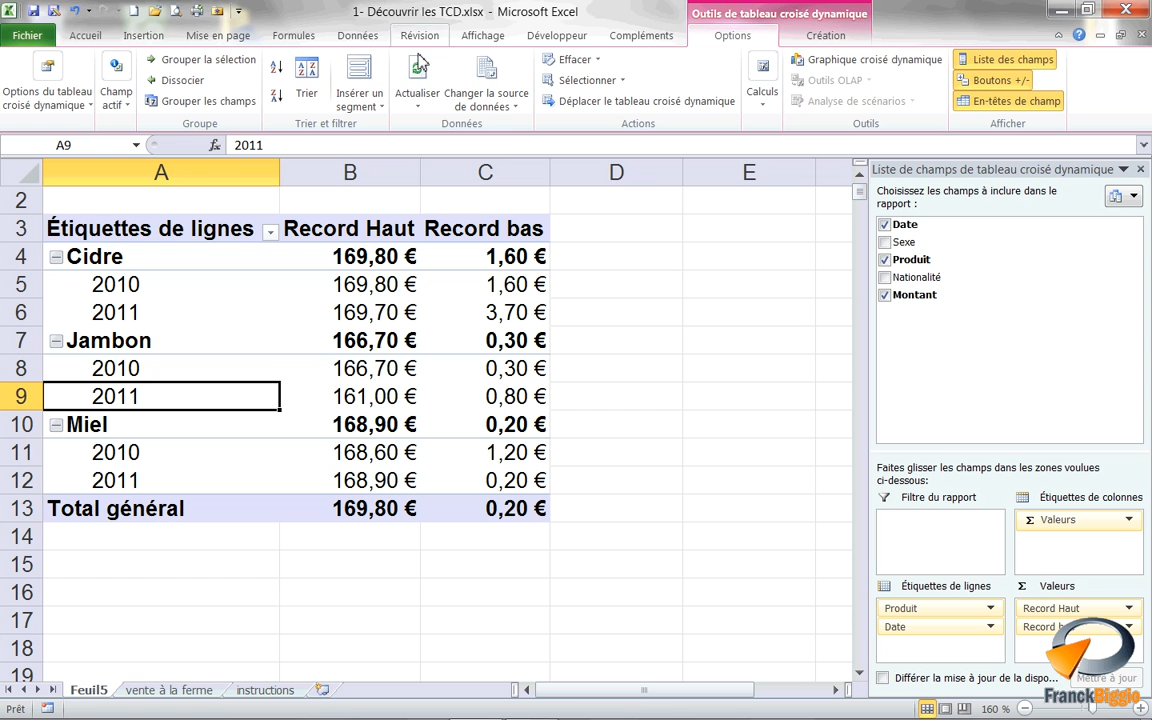 1- Découvrir les TCD.xlsx - Microsoft Excel
Outils de tableau croisé dynamique
Fichier Accueil Insertion Mise en page Formules Données Révision Affichage Développeur Compléments Options Création
Options du tableau croisé dynamique
Champ actif
Grouper la sélection
Dissocier
Grouper les champs
Groupe
Trier
Insérer un segment
Trier et filtrer
Actualiser
Changer la source de données
Données
Effacer
Sélectionner
Déplacer le tableau croisé dynamique
Actions
Calculs
Graphique croisé dynamique
Outils OLAP
Analyse de scénarios
Outils
Liste des champs
Boutons +/-
En-têtes de champ
Afficher
A9 fx 2011
A B C D E
2
3 Étiquettes de lignes Record Haut Record bas
4 Cidre 169,80 € 1,60 €
5 2010 169,80 € 1,60 €
6 2011 169,70 € 3,70 €
7 Jambon 166,70 € 0,30 €
8 2010 166,70 € 0,30 €
9 2011 161,00 € 0,80 €
10 Miel 168,90 € 0,20 €
11 2010 168,60 € 1,20 €
12 2011 168,90 € 0,20 €
13 Total général 169,80 € 0,20 €
14
15
16
17
18
19
Liste de champs de tableau croisé dynamique
Choisissez les champs à inclure dans le
rapport :
Date
Sexe
Produit
Nationalité
Montant
Faites glisser les champs dans les zones voulues
ci-dessous:
Filtre du rapport Étiquettes de colonnes
Σ Valeurs
Étiquettes de lignes Σ Valeurs
Produit Record Haut
Date Record
Différer la mise à jour de la dispo... Mettre à jour
FranckBiggio
Feuil5 vente à la ferme instructions
Prêt 160 %